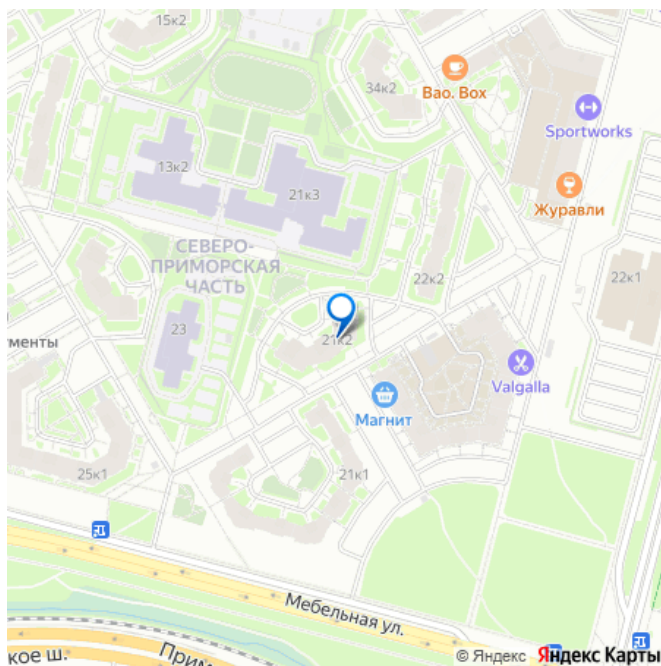 15к2
34к2
Bao. Box
Sportworks
13к2
21к3
Журавли
СЕВЕРО-
ПРИМОРСКАЯ
ЧАСТЬ
22к2
22к1
23
21к2
ументы
Valgalla
Магнит
25к1
21к1
Мебельная ул.
кое ш.
Прим
© Яндекс Яндекс Карты